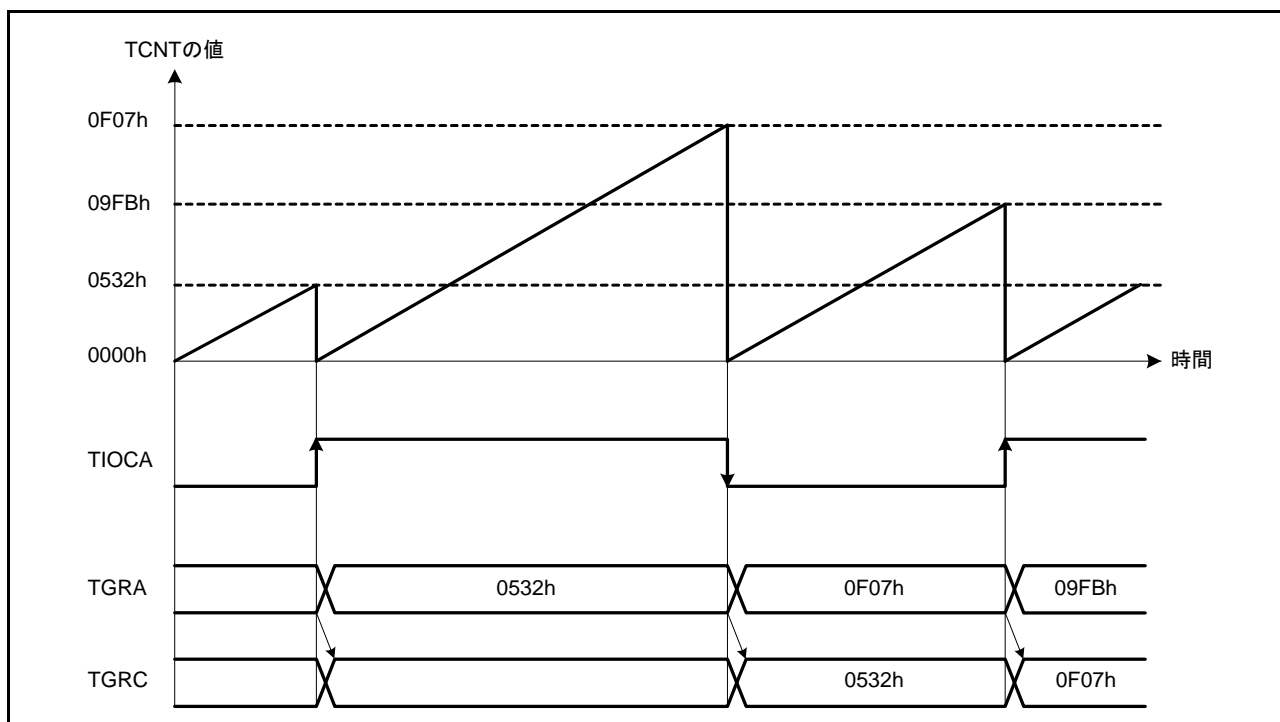 TCNTの値
0F07h
09FBh
0532h
0000h
時間
TIOCA
TGRA
0532h
0F07h
09FBh
TGRC
0532h
0F07h